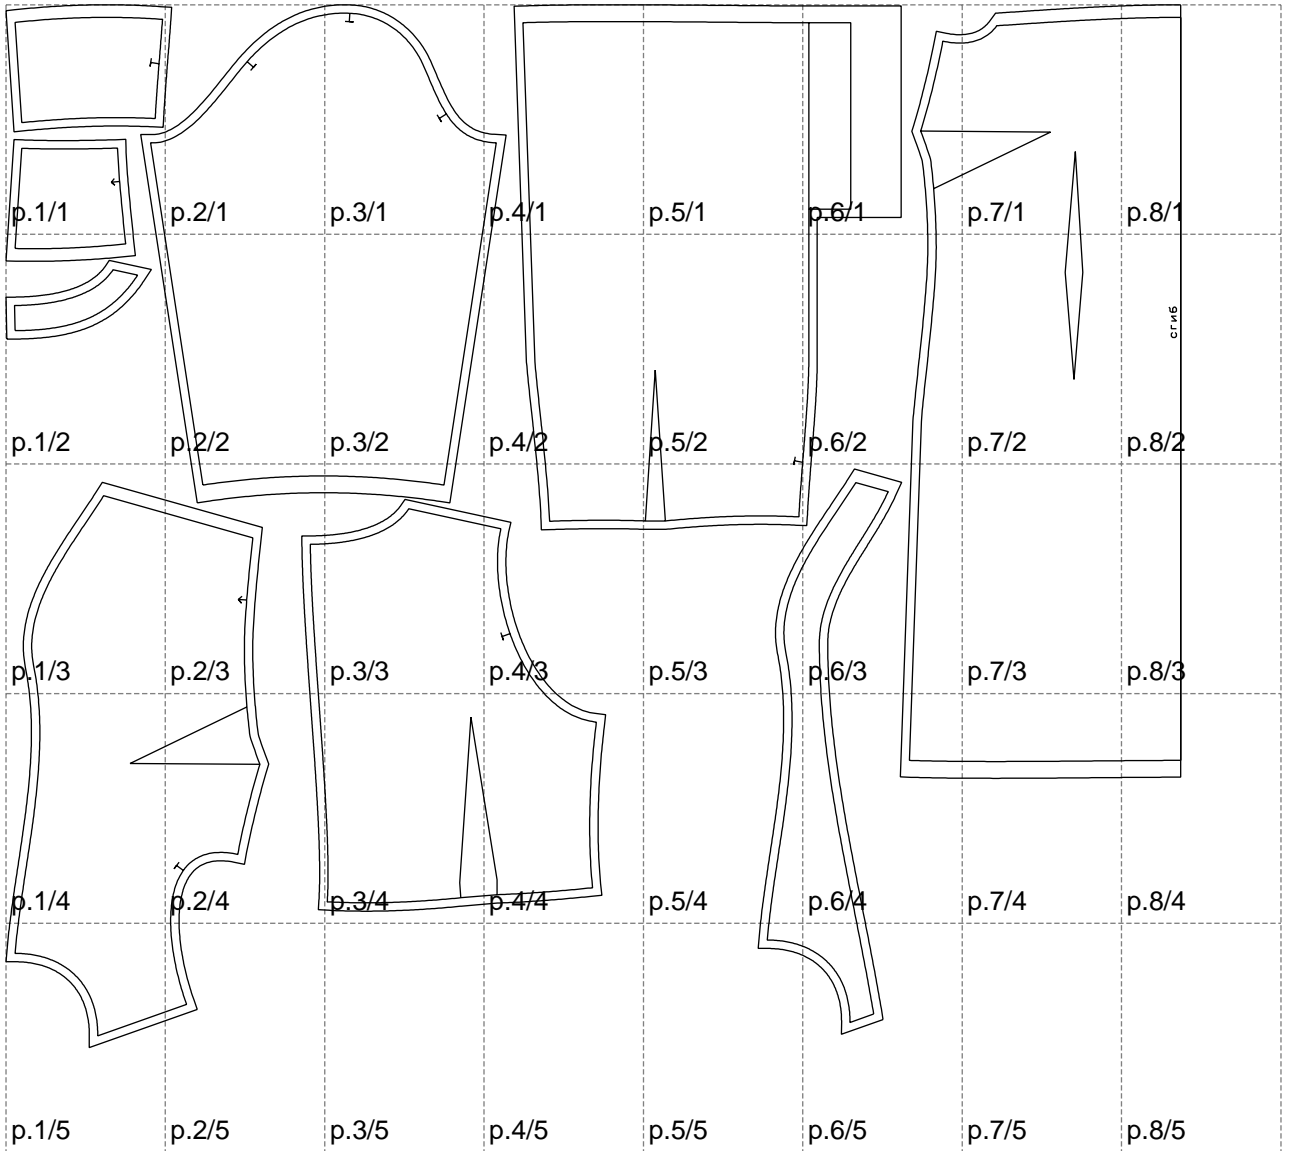 p.1/1 p.2/1 p.3/1 p.4/1 p.5/1 p.6/1 p.7/1 p.8/1
сгиб
p.1/2 p.2/2 p.3/2 p.4/2 p.5/2 p.6/2 p.7/2 p.8/2
p.1/3 p.2/3 p.3/3 p.4/3 p.5/3 p.6/3 p.7/3 p.8/3
p.1/4 p.2/4 p.3/4 p.4/4 p.5/4 p.6/4 p.7/4 p.8/4
p.1/5 p.2/5 p.3/5 p.4/5 p.5/5 p.6/5 p.7/5 p.8/5